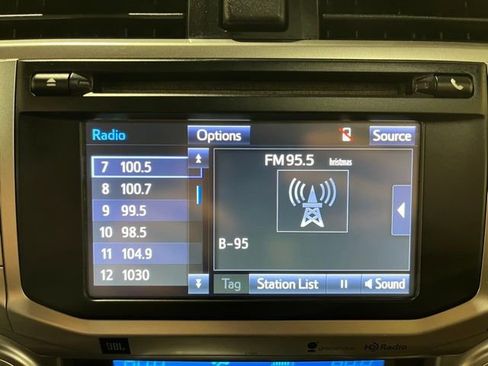 Radio
Options
Source
7 100.5
8 100.7
9 99.5
10 98.5
11 104.9
12 1030
FM 95.5 hristmas
B-95
Tag
Station List
Sound
JBL
HD Radio